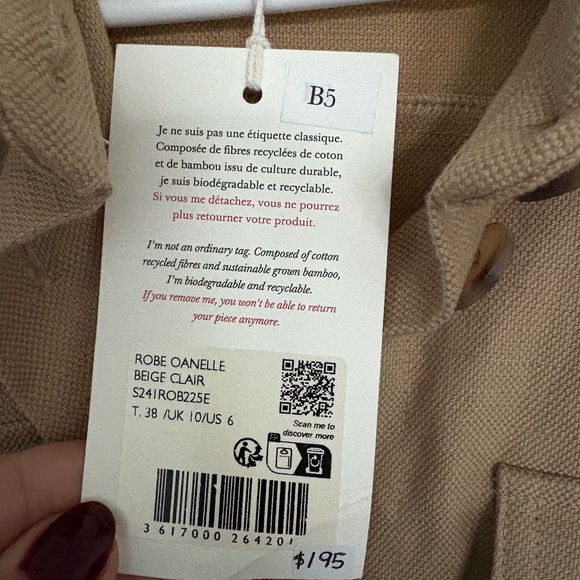 B5
Je ne suis pas une étiquette classique.
Composée de fibres recyclées de coton
et de bambou issu de culture durable,
je suis biodégradable et recyclable.
Si vous me détachez, vous ne pourrez
plus retourner votre produit.
I'm not an ordinary tag. Composed of cotton
recycled fibres and sustainable grown bamboo,
I'm biodegradable and recyclable.
If you remove me, you won't be able to return
your piece anymore.
ROBE OANELLE
BEIGE CLAIR
S241ROB225E
T. 38 /UK 10/US 6
Scan me to
discover more
FR
3 617000 264201
$195